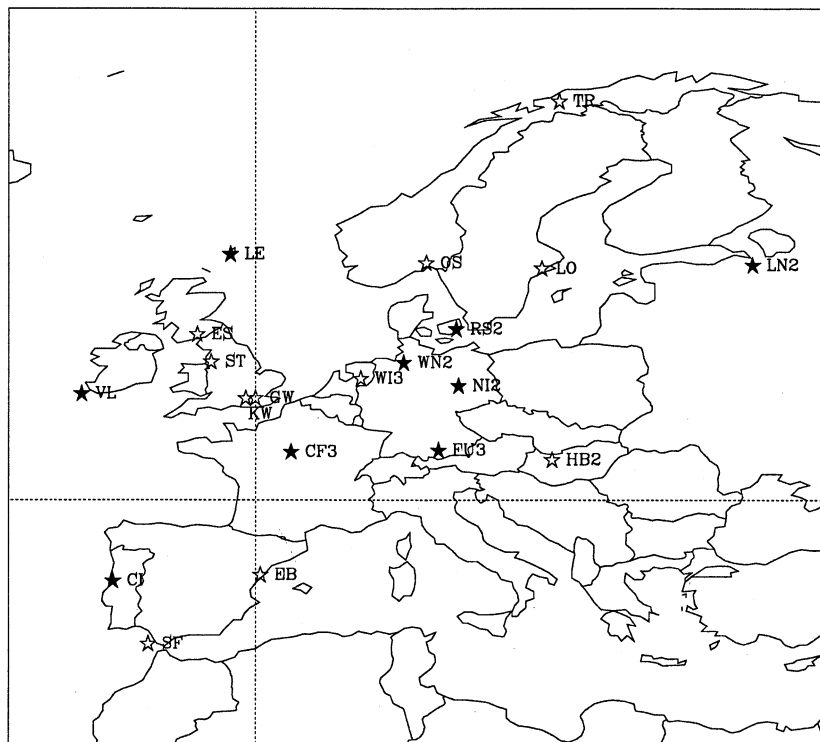 TR
LE
OS
LO
LN2
ES
RS2
ST
WN2
WI3
NI2
VL
GW
KW
CF3
FU3
HB2
EB
CI
SF